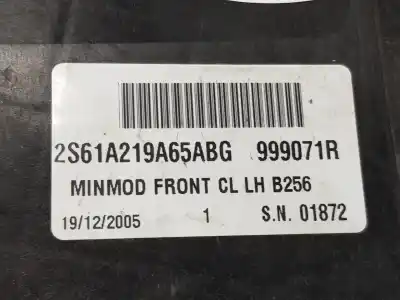 2S61A219A65ABG 999071R
MINMOD FRONT CL LH B256
19/12/2005 1 S.N. 01872